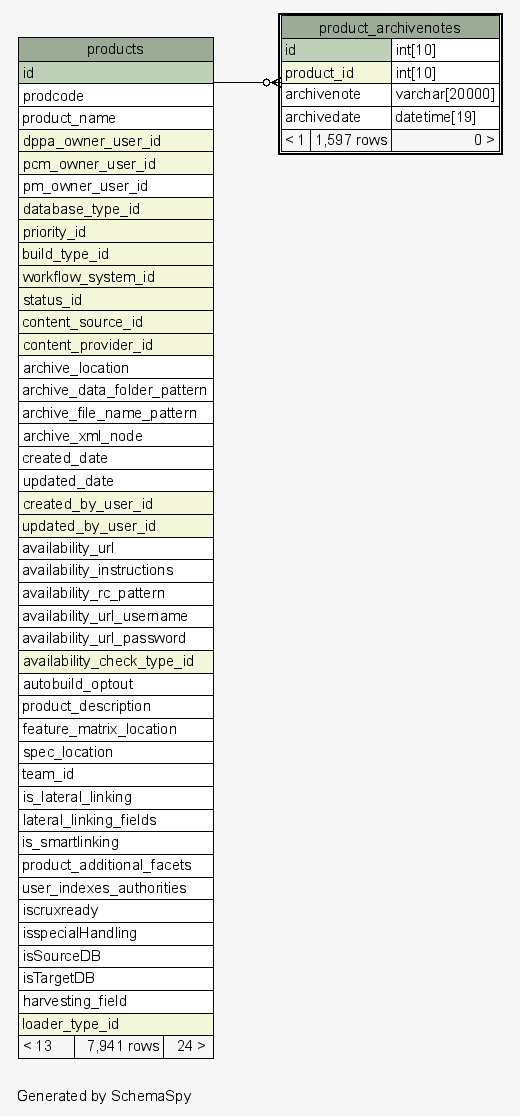 products
id
prodcode
product_name
dppa_owner_user_id
pcm_owner_user_id
pm_owner_user_id
database_type_id
priority_id
build_type_id
workflow_system_id
status_id
content_source_id
content_provider_id
archive_location
archive_data_folder_pattern
archive_file_name_pattern
archive_xml_node
created_date
updated_date
created_by_user_id
updated_by_user_id
availability_url
availability_instructions
availability_rc_pattern
availability_url_username
availability_url_password
availability_check_type_id
autobuild_optout
product_description
feature_matrix_location
spec_location
team_id
is_lateral_linking
lateral_linking_fields
is_smartlinking
product_additional_facets
user_indexes_authorities
iscruxready
isspecialHandling
isSourceDB
isTargetDB
harvesting_field
loader_type_id
< 13 7,941 rows 24 >
product_archivenotes
id int[10]
product_id int[10]
archivenote varchar[20000]
archivedate datetime[19]
< 1 1,597 rows 0 >
Generated by SchemaSpy